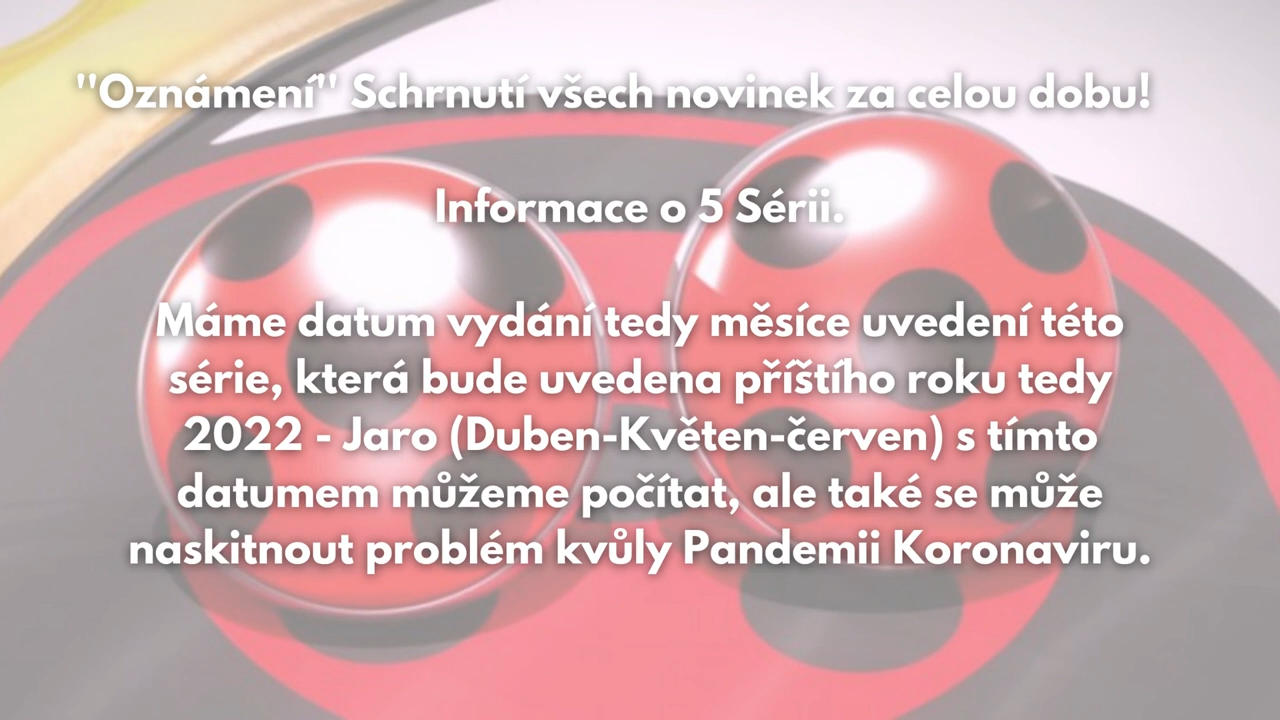 "Oznámení" Schrnutí všech novinek za celou dobu!
Informace o 5 Sérii.
Máme datum vydání tedy měsíce uvedení této
série, která bude uvedena příštího roku tedy
2022 - Jaro (Duben-Květen-červen) s tímto
datumem můžeme počítat, ale také se může
naskitnout problém kvůly Pandemii Koronaviru.